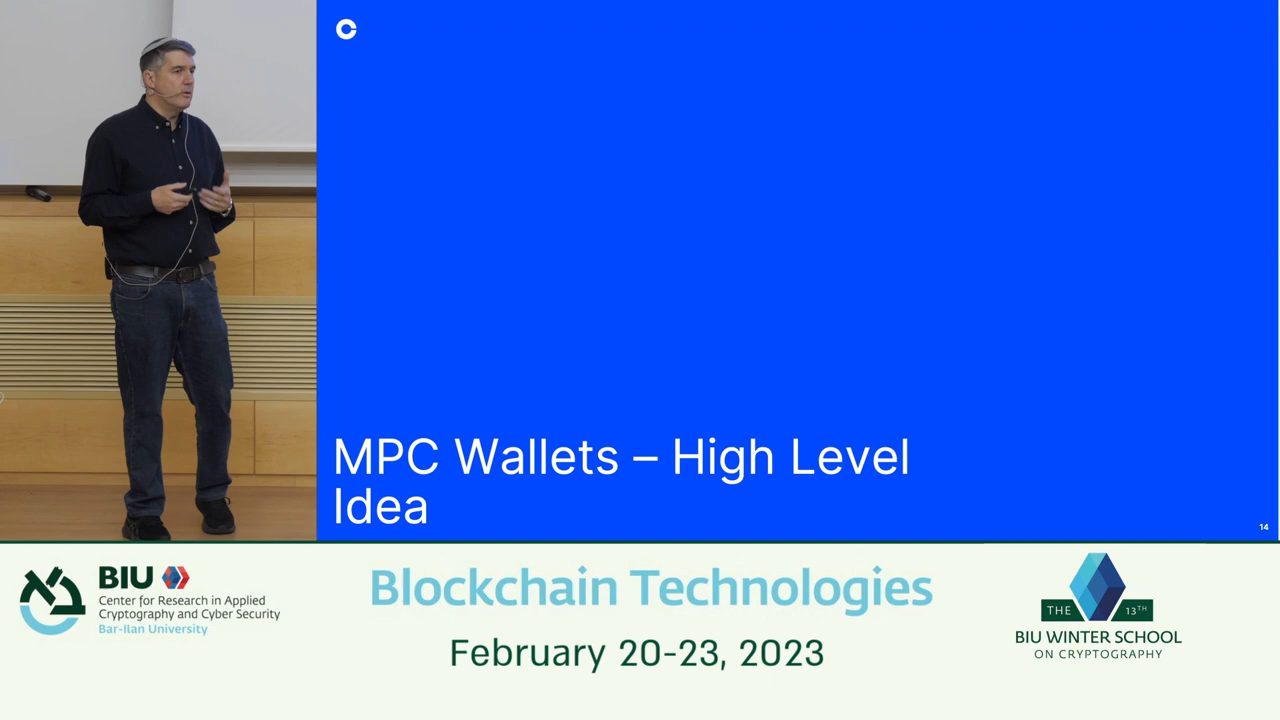 MPC Wallets – High Level
Idea
14
BIU
Center for Research in Applied
Cryptography and Cyber Security
Bar-Ilan University
Blockchain Technologies
February 20-23, 2023
THE 13TH
BIU WINTER SCHOOL
ON CRYPTOGRAPHY